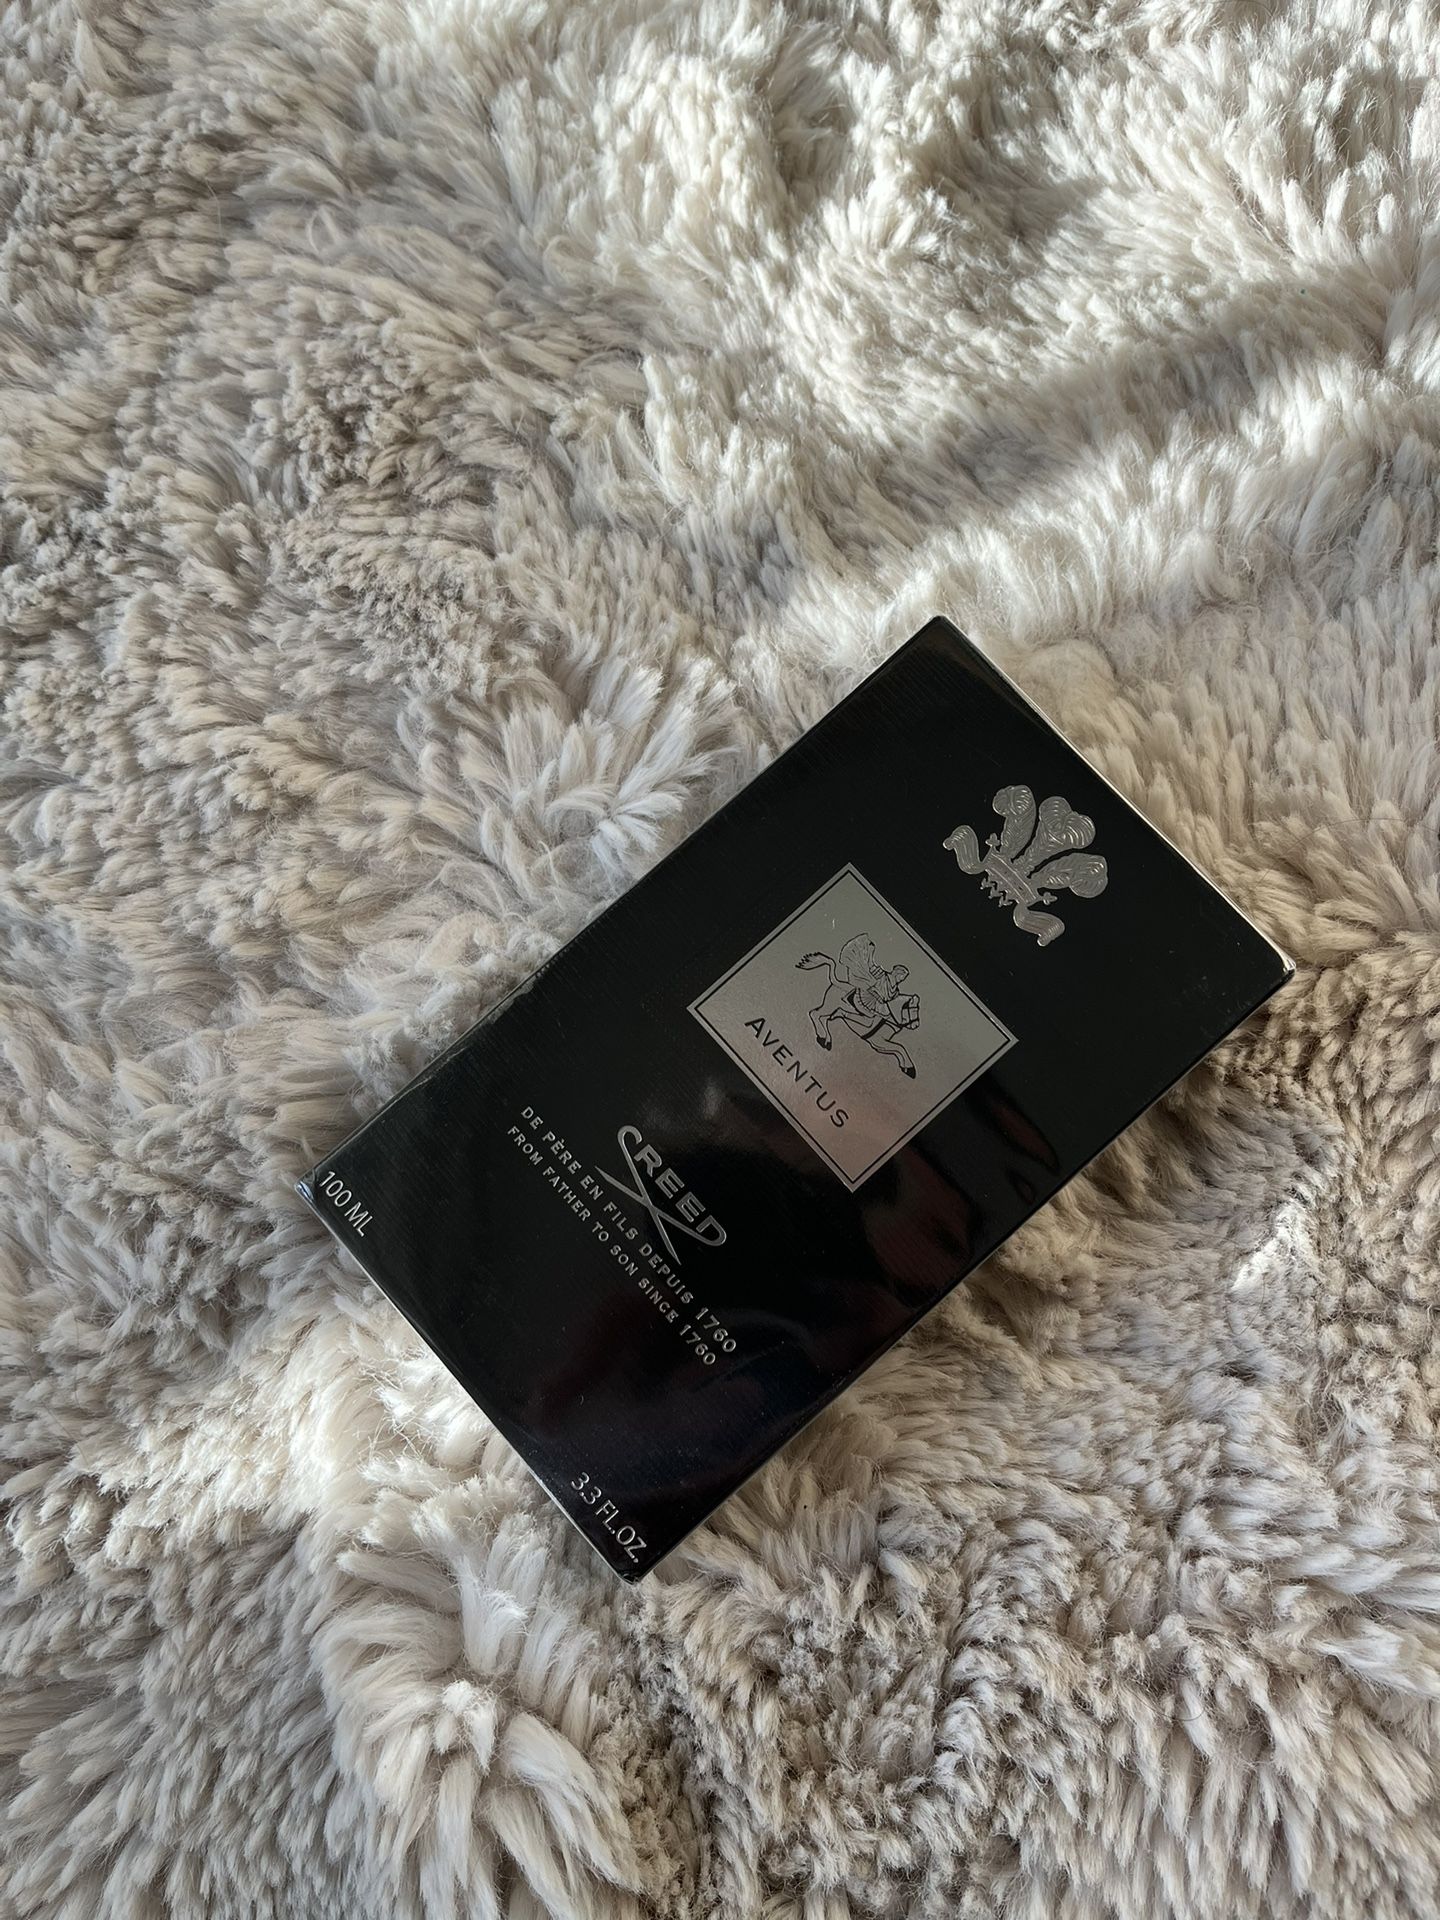 AVENTUS
CREED
DE PÈRE EN FILS DEPUIS 1760
FROM FATHER TO SON SINCE 1760
100 ML
3.3 FL.OZ.